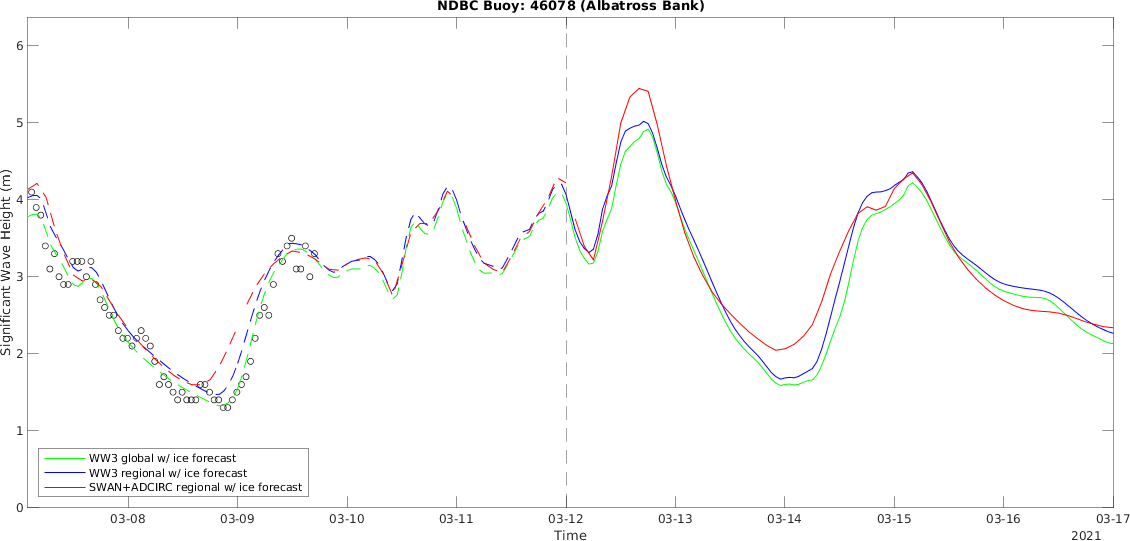 NDBC Buoy: 46078 (Albatross Bank)
Significant Wave Height (m)
6
5
4
3
2
1
0
WW3 global w/ ice forecast
WW3 regional w/ ice forecast
SWAN+ADCIRC regional w/ ice forecast
03-08 03-09 03-10 03-11 03-12 03-13 03-14 03-15 03-16 03-17
Time
2021